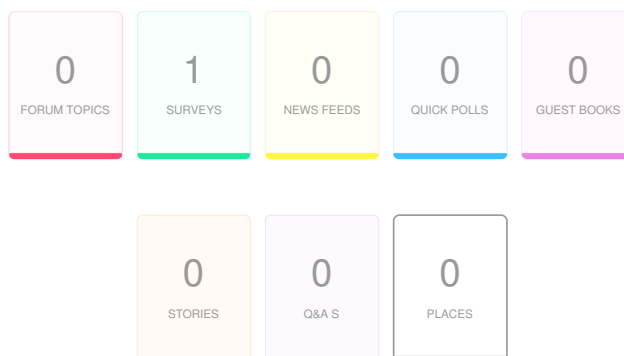 0 1 0 0 0
FORUM TOPICS SURVEYS NEWS FEEDS QUICK POLLS GUEST BOOKS
0 0 0
STORIES Q&A S PLACES